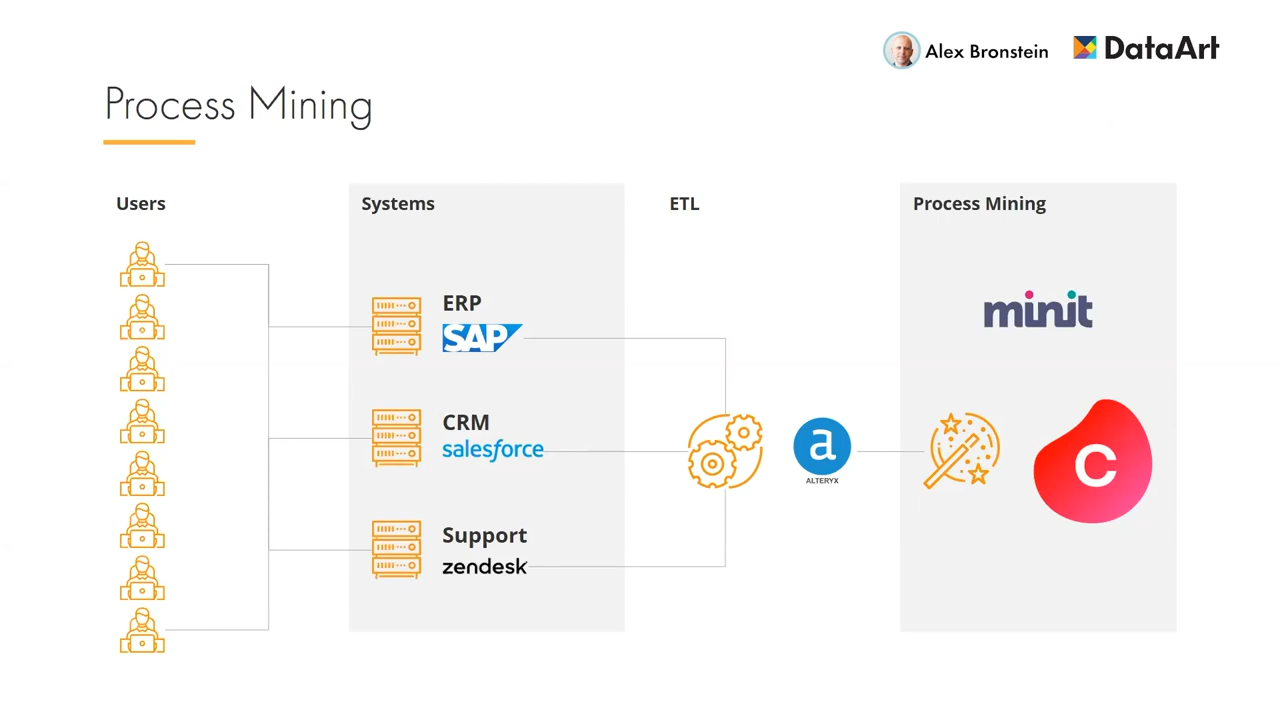 Alex Bronstein
DataArt
Process Mining
Users
Systems
ETL
Process Mining
ERP
SAP
CRM
salesforce
Support
zendesk
a
ALTERYX
minit
C